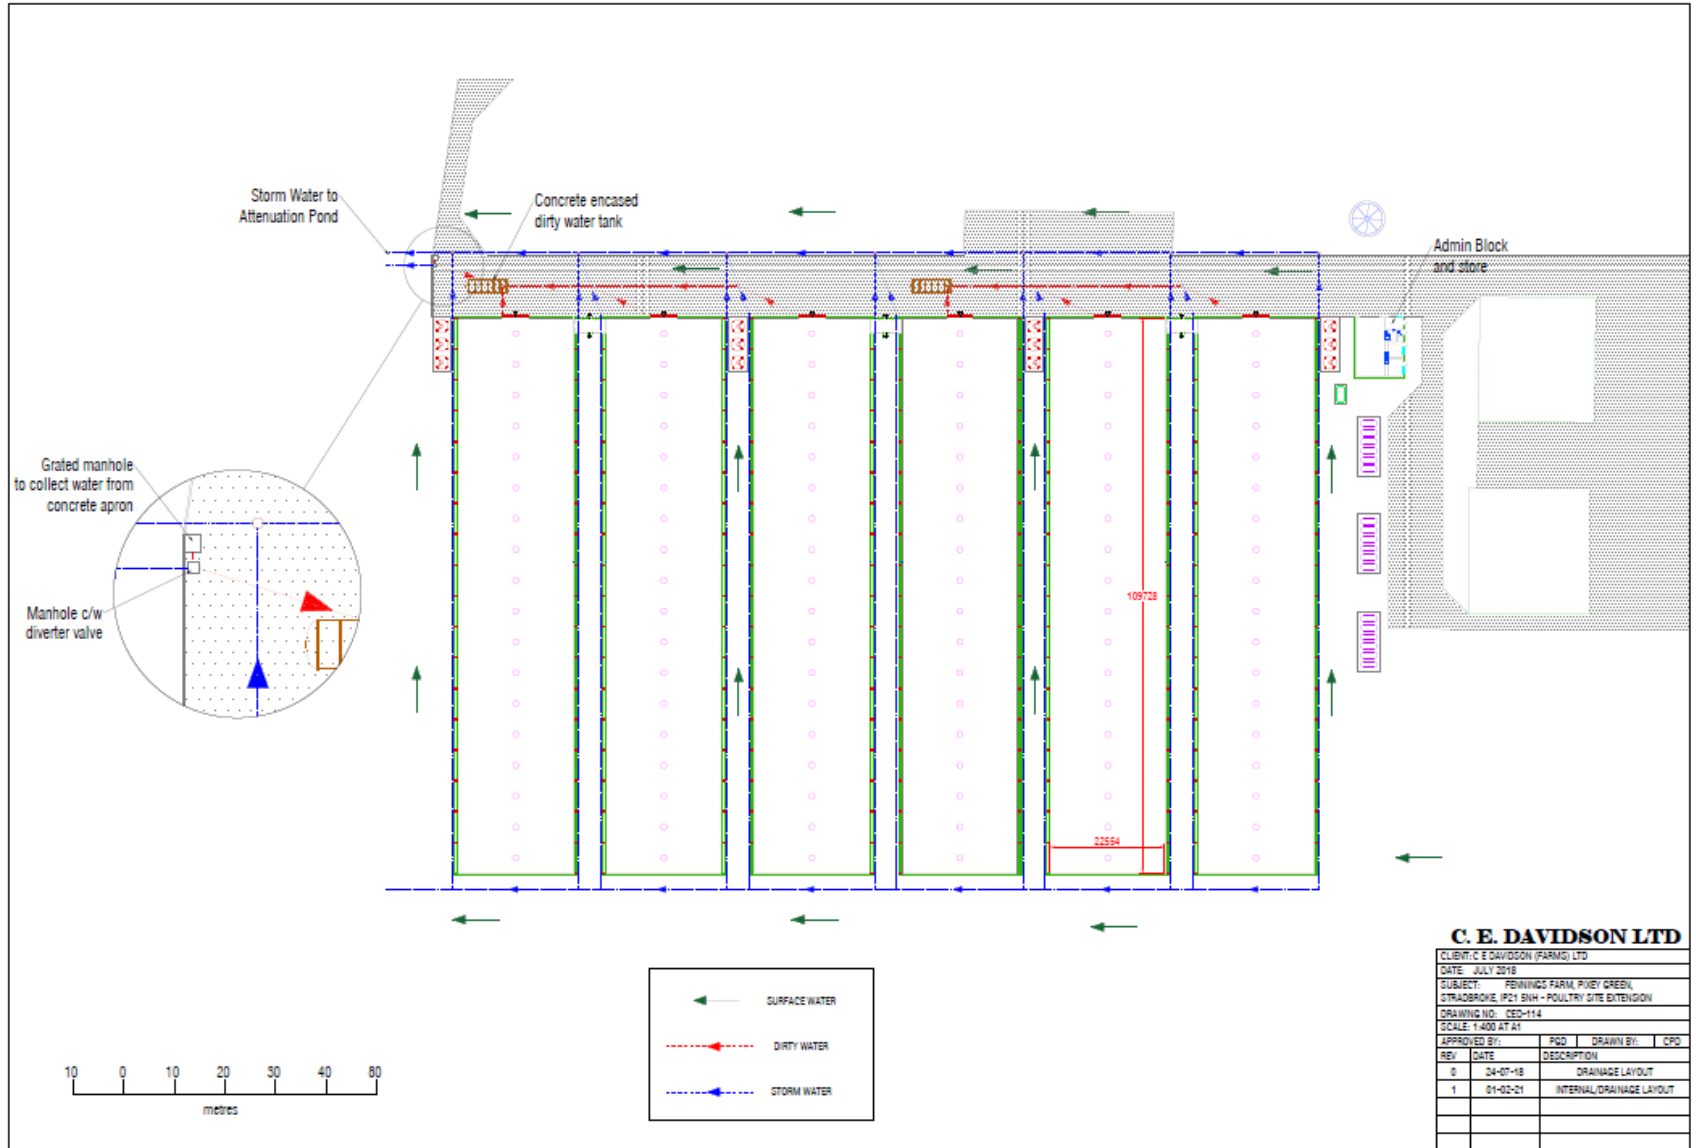 Storm Water to
Attenuation Pond
Concrete encased
dirty water tank
Admin Block
and store
Grated manhole
to collect water from
concrete apron
Manhole c/w
diverter valve
109728
22554
SURFACE WATER
DIRTY WATER
STORM WATER
10 0 10 20 30 40 80
metres
C. E. DAVIDSON LTD
CLIENT: C E DAVIDSON (FARMS) LTD
DATE: JULY 2018
SUBJECT: FENNINGS FARM, PIXEY GREEN,
STRADBROKE, IP21 5NH - POULTRY SITE EXTENSION
DRAWING NO: CED-114
SCALE: 1:400 AT A1
APPROVED BY: PGD DRAWN BY: CPD
REV DATE DESCRIPTION
0 24-07-18 DRAINAGE LAYOUT
1 01-02-21 INTERNAL/DRAINAGE LAYOUT